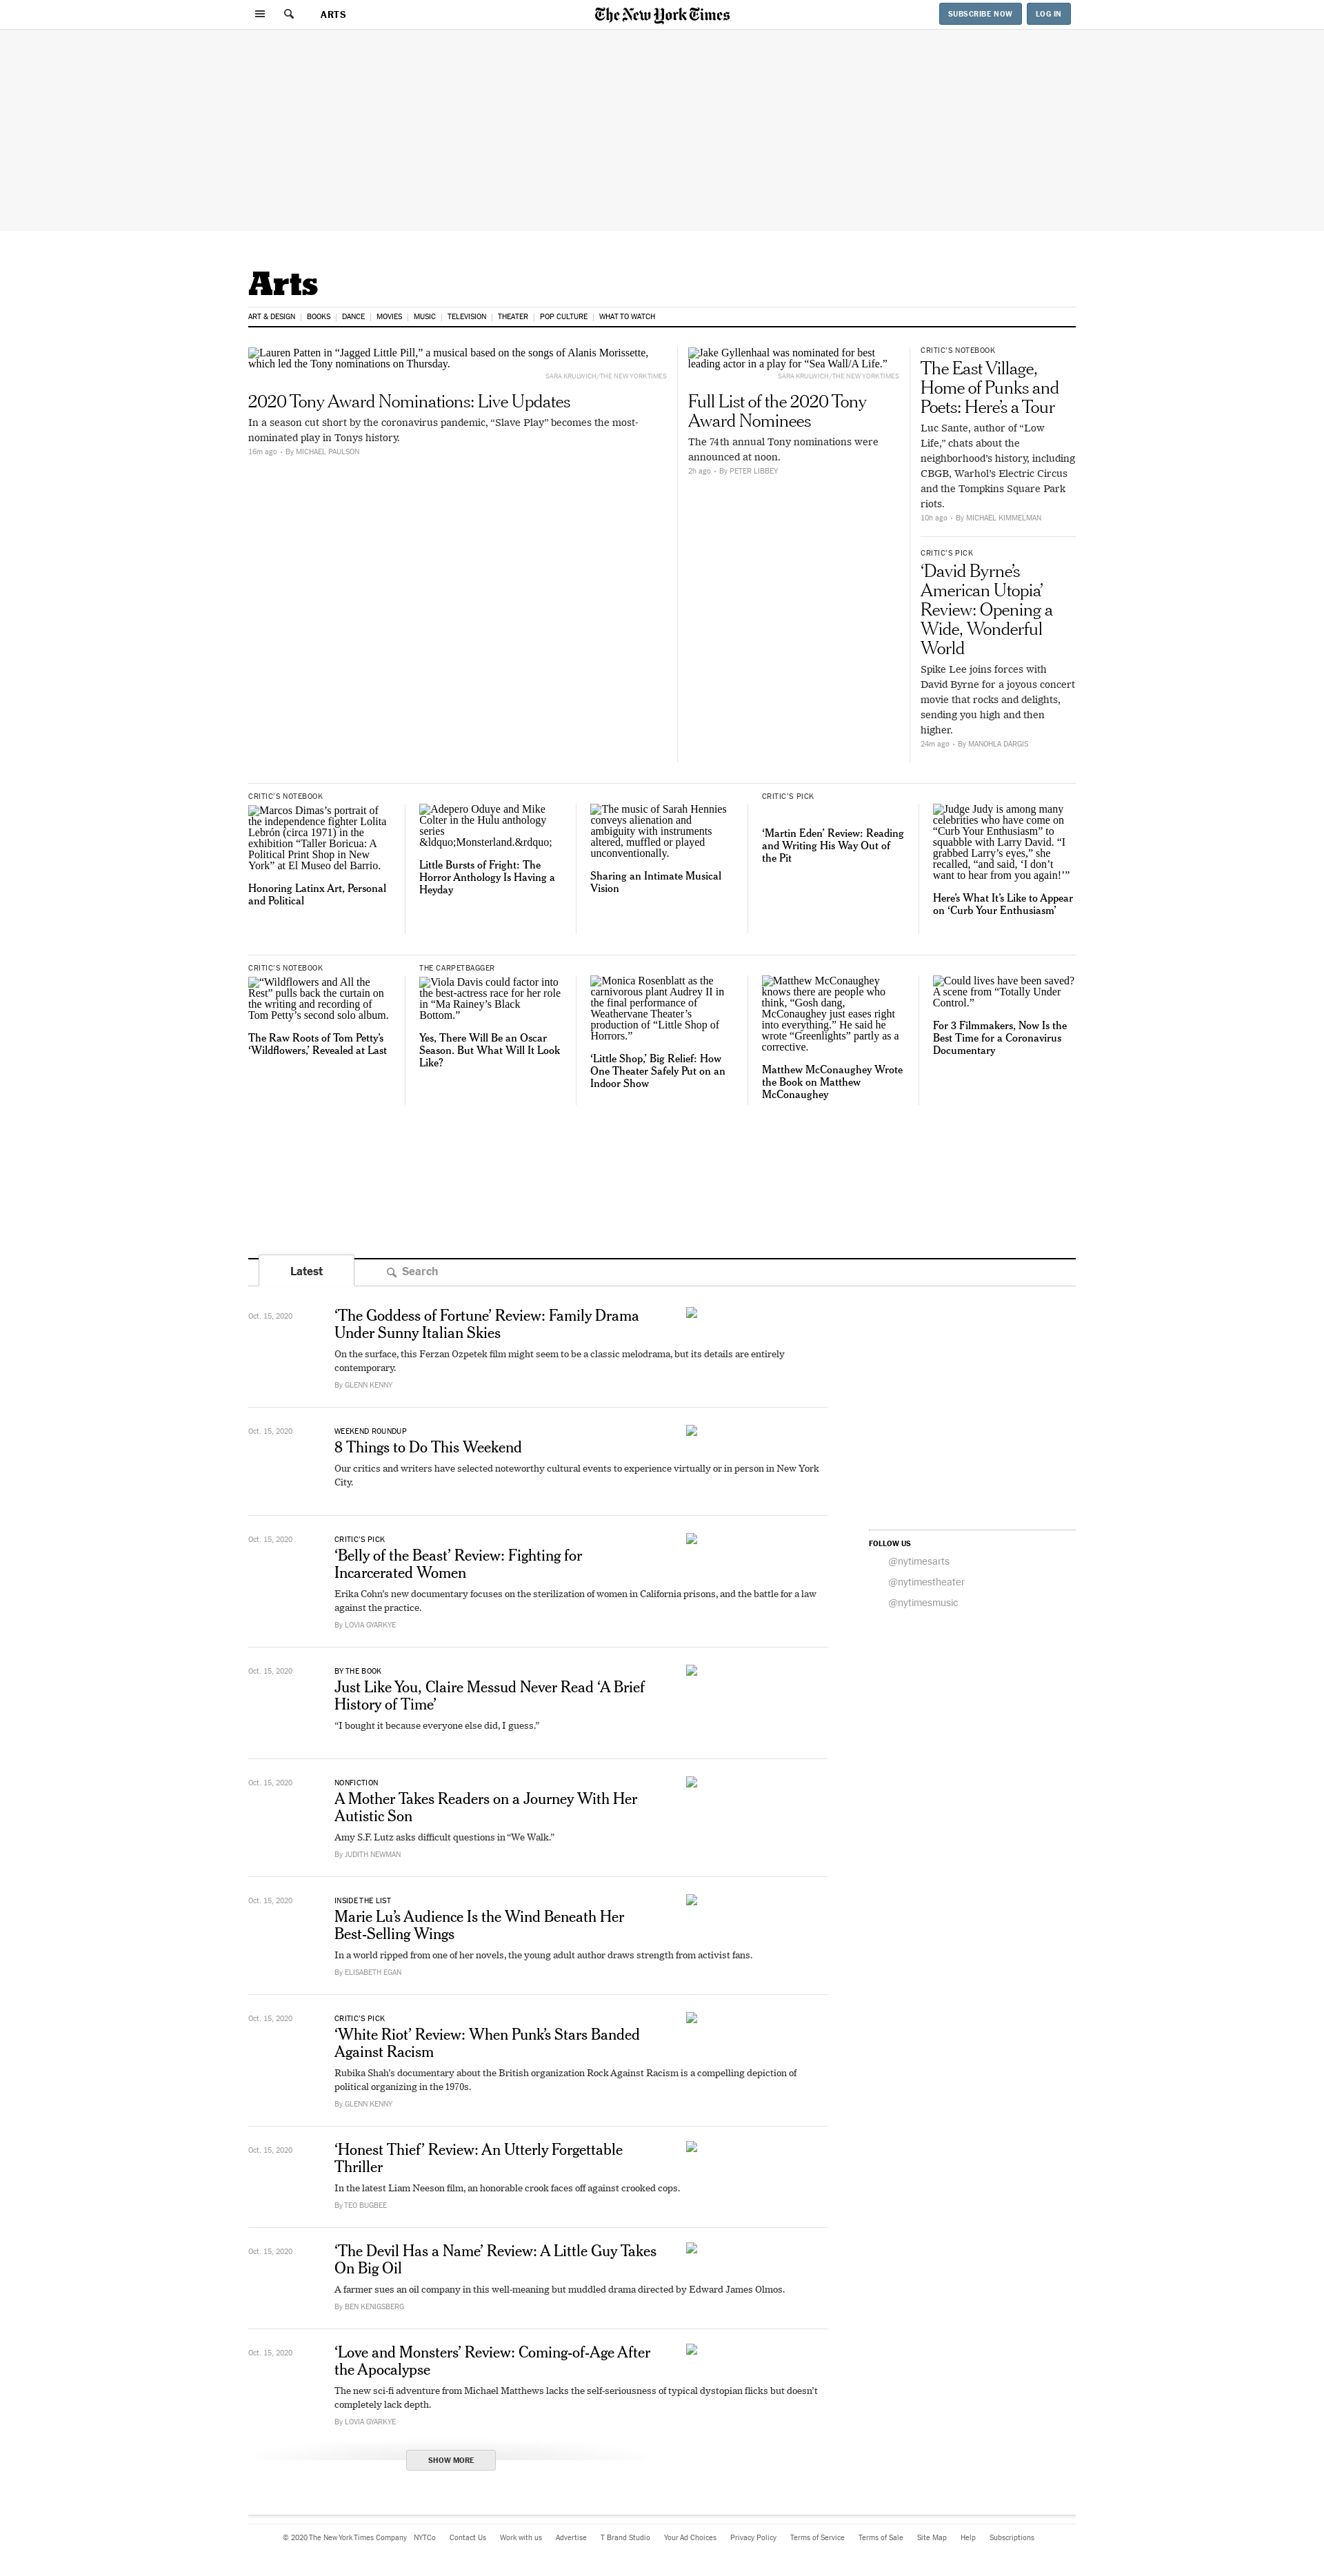 ARTS
The New York Times
SUBSCRIBE NOW
LOG IN
Arts
ART & DESIGN
BOOKS
DANCE
MOVIES
MUSIC
TELEVISION
THEATER
POP CULTURE
WHAT TO WATCH
Lauren Patten in “Jagged Little Pill,” a musical based on the songs of Alanis Morissette,
which led the Tony nominations on Thursday.
SARA KRULWICH/THE NEW YORK TIMES
2020 Tony Award Nominations: Live Updates
In a season cut short by the coronavirus pandemic, “Slave Play” becomes the most-
nominated play in Tonys history.
16m ago • By MICHAEL PAULSON
Jake Gyllenhaal was nominated for best
leading actor in a play for “Sea Wall/A Life.”
SARA KRULWICH/THE NEW YORK TIMES
Full List of the 2020 Tony
Award Nominees
The 74th annual Tony nominations were
announced at noon.
2h ago • By PETER LIBBEY
CRITIC’S NOTEBOOK
The East Village,
Home of Punks and
Poets: Here’s a Tour
Luc Sante, author of “Low
Life,” chats about the
neighborhood’s history, including
CBGB, Warhol’s Electric Circus
and the Tompkins Square Park
riots.
10h ago • By MICHAEL KIMMELMAN
CRITIC’S PICK
‘David Byrne’s
American Utopia’
Review: Opening a
Wide, Wonderful
World
Spike Lee joins forces with
David Byrne for a joyous concert
movie that rocks and delights,
sending you high and then
higher.
24m ago • By MANOHLA DARGIS
CRITIC’S NOTEBOOK
Marcos Dimas’s portrait of
the independence fighter Lolita
Lebrón (circa 1971) in the
exhibition “Taller Boricua: A
Political Print Shop in New
York” at El Museo del Barrio.
Honoring Latinx Art, Personal
and Political
Adepero Oduye and Mike
Colter in the Hulu anthology
series
&ldquo;Monsterland.&rdquo;
Little Bursts of Fright: The
Horror Anthology Is Having a
Heyday
The music of Sarah Hennies
conveys alienation and
ambiguity with instruments
altered, muffled or played
unconventionally.
Sharing an Intimate Musical
Vision
CRITIC’S PICK
‘Martin Eden’ Review: Reading
and Writing His Way Out of
the Pit
Judge Judy is among many
celebrities who have come on
“Curb Your Enthusiasm” to
squabble with Larry David. “I
grabbed Larry’s eyes,” she
recalled, “and said, ‘I don’t
want to hear from you again!’”
Here’s What It’s Like to Appear
on ‘Curb Your Enthusiasm’
CRITIC’S NOTEBOOK
“Wildflowers and All the
Rest” pulls back the curtain on
the writing and recording of
Tom Petty’s second solo album.
The Raw Roots of Tom Petty’s
‘Wildflowers,’ Revealed at Last
THE CARPETBAGGER
Viola Davis could factor into
the best-actress race for her role
in “Ma Rainey’s Black
Bottom.”
Yes, There Will Be an Oscar
Season. But What Will It Look
Like?
Monica Rosenblatt as the
carnivorous plant Audrey II in
the final performance of
Weathervane Theater’s
production of “Little Shop of
Horrors.”
‘Little Shop,’ Big Relief: How
One Theater Safely Put on an
Indoor Show
Matthew McConaughey
knows there are people who
think, “Gosh dang,
McConaughey just eases right
into everything.” He said he
wrote “Greenlights” partly as a
corrective.
Matthew McConaughey Wrote
the Book on Matthew
McConaughey
Could lives have been saved?
A scene from “Totally Under
Control.”
For 3 Filmmakers, Now Is the
Best Time for a Coronavirus
Documentary
Latest
Search
Oct. 15, 2020
‘The Goddess of Fortune’ Review: Family Drama
Under Sunny Italian Skies
On the surface, this Ferzan Ozpetek film might seem to be a classic melodrama, but its details are entirely
contemporary.
By GLENN KENNY
Oct. 15, 2020
WEEKEND ROUNDUP
8 Things to Do This Weekend
Our critics and writers have selected noteworthy cultural events to experience virtually or in person in New York
City.
Oct. 15, 2020
CRITIC’S PICK
‘Belly of the Beast’ Review: Fighting for
Incarcerated Women
Erika Cohn’s new documentary focuses on the sterilization of women in California prisons, and the battle for a law
against the practice.
By LOVIA GYARKYE
FOLLOW US
@nytimesarts
@nytimestheater
@nytimesmusic
Oct. 15, 2020
BY THE BOOK
Just Like You, Claire Messud Never Read ‘A Brief
History of Time’
“I bought it because everyone else did, I guess.”
Oct. 15, 2020
NONFICTION
A Mother Takes Readers on a Journey With Her
Autistic Son
Amy S.F. Lutz asks difficult questions in “We Walk.”
By JUDITH NEWMAN
Oct. 15, 2020
INSIDE THE LIST
Marie Lu’s Audience Is the Wind Beneath Her
Best-Selling Wings
In a world ripped from one of her novels, the young adult author draws strength from activist fans.
By ELISABETH EGAN
Oct. 15, 2020
CRITIC’S PICK
‘White Riot’ Review: When Punk’s Stars Banded
Against Racism
Rubika Shah’s documentary about the British organization Rock Against Racism is a compelling depiction of
political organizing in the 1970s.
By GLENN KENNY
Oct. 15, 2020
‘Honest Thief’ Review: An Utterly Forgettable
Thriller
In the latest Liam Neeson film, an honorable crook faces off against crooked cops.
By TEO BUGBEE
Oct. 15, 2020
‘The Devil Has a Name’ Review: A Little Guy Takes
On Big Oil
A farmer sues an oil company in this well-meaning but muddled drama directed by Edward James Olmos.
By BEN KENIGSBERG
Oct. 15, 2020
‘Love and Monsters’ Review: Coming-of-Age After
the Apocalypse
The new sci-fi adventure from Michael Matthews lacks the self-seriousness of typical dystopian flicks but doesn’t
completely lack depth.
By LOVIA GYARKYE
SHOW MORE
© 2020 The New York Times Company NYTCo Contact Us Work with us Advertise T Brand Studio Your Ad Choices Privacy Policy Terms of Service Terms of Sale Site Map Help Subscriptions